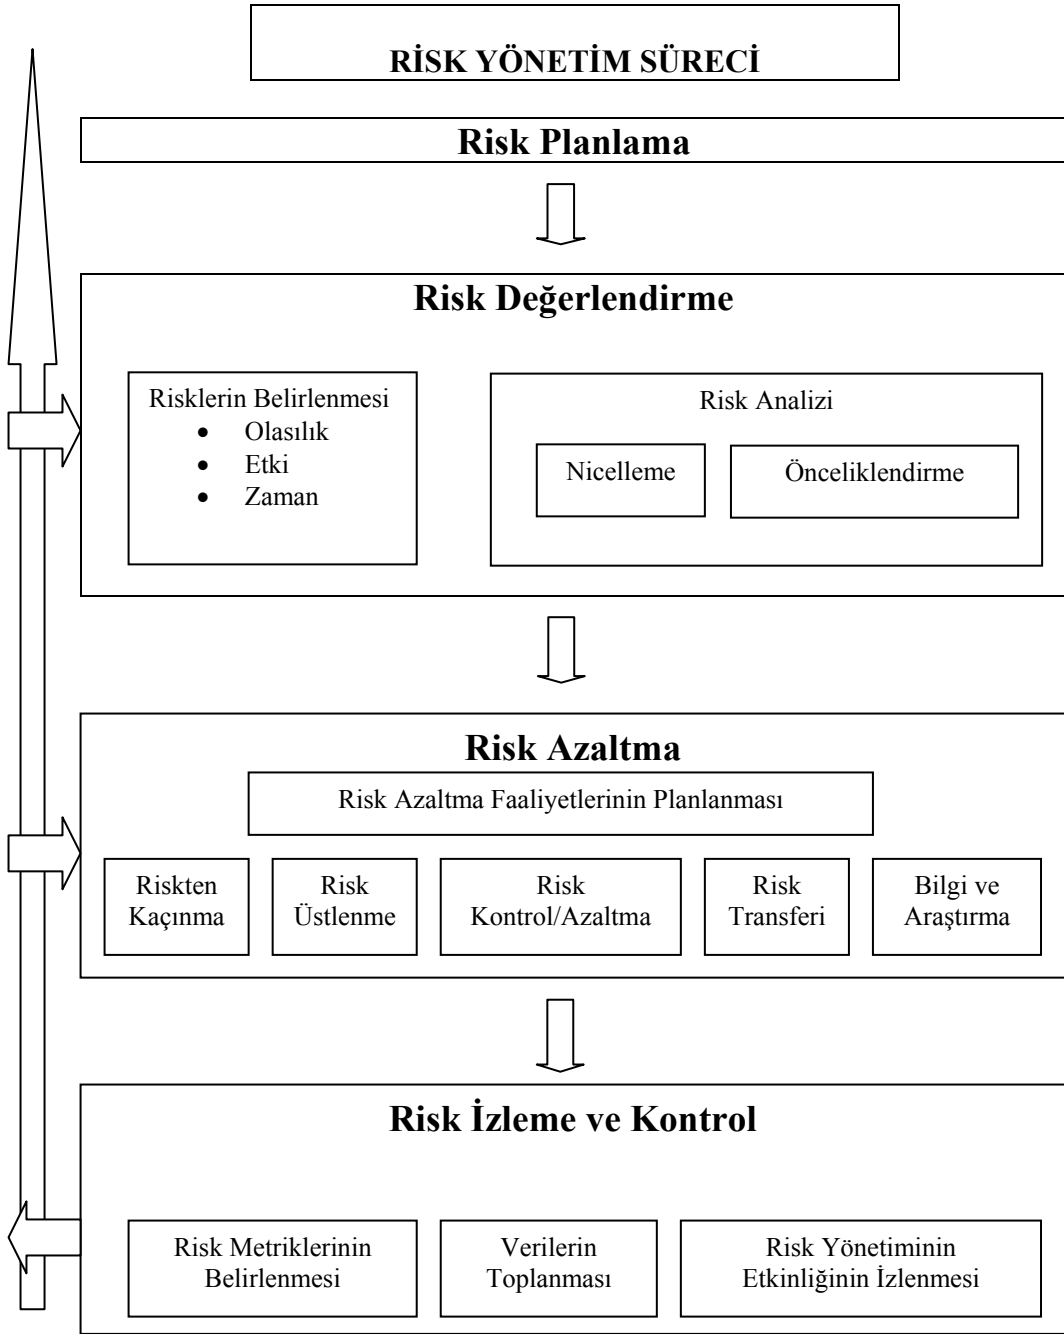 RİSK YÖNETİM SÜRECİ
Risk Planlama
Risk Değerlendirme
Risklerin Belirlenmesi
• Olasılık
• Etki
• Zaman
Risk Analizi
Nicelleme
Önceliklendirme
Risk Azaltma
Risk Azaltma Faaliyetlerinin Planlanması
Riskten
Kaçınma
Risk
Üstlenme
Risk
Kontrol/Azaltma
Risk
Transferi
Bilgi ve
Araştırma
Risk İzleme ve Kontrol
Risk Metriklerinin
Belirlenmesi
Verilerin
Toplanması
Risk Yönetiminin
Etkinliğinin İzlenmesi